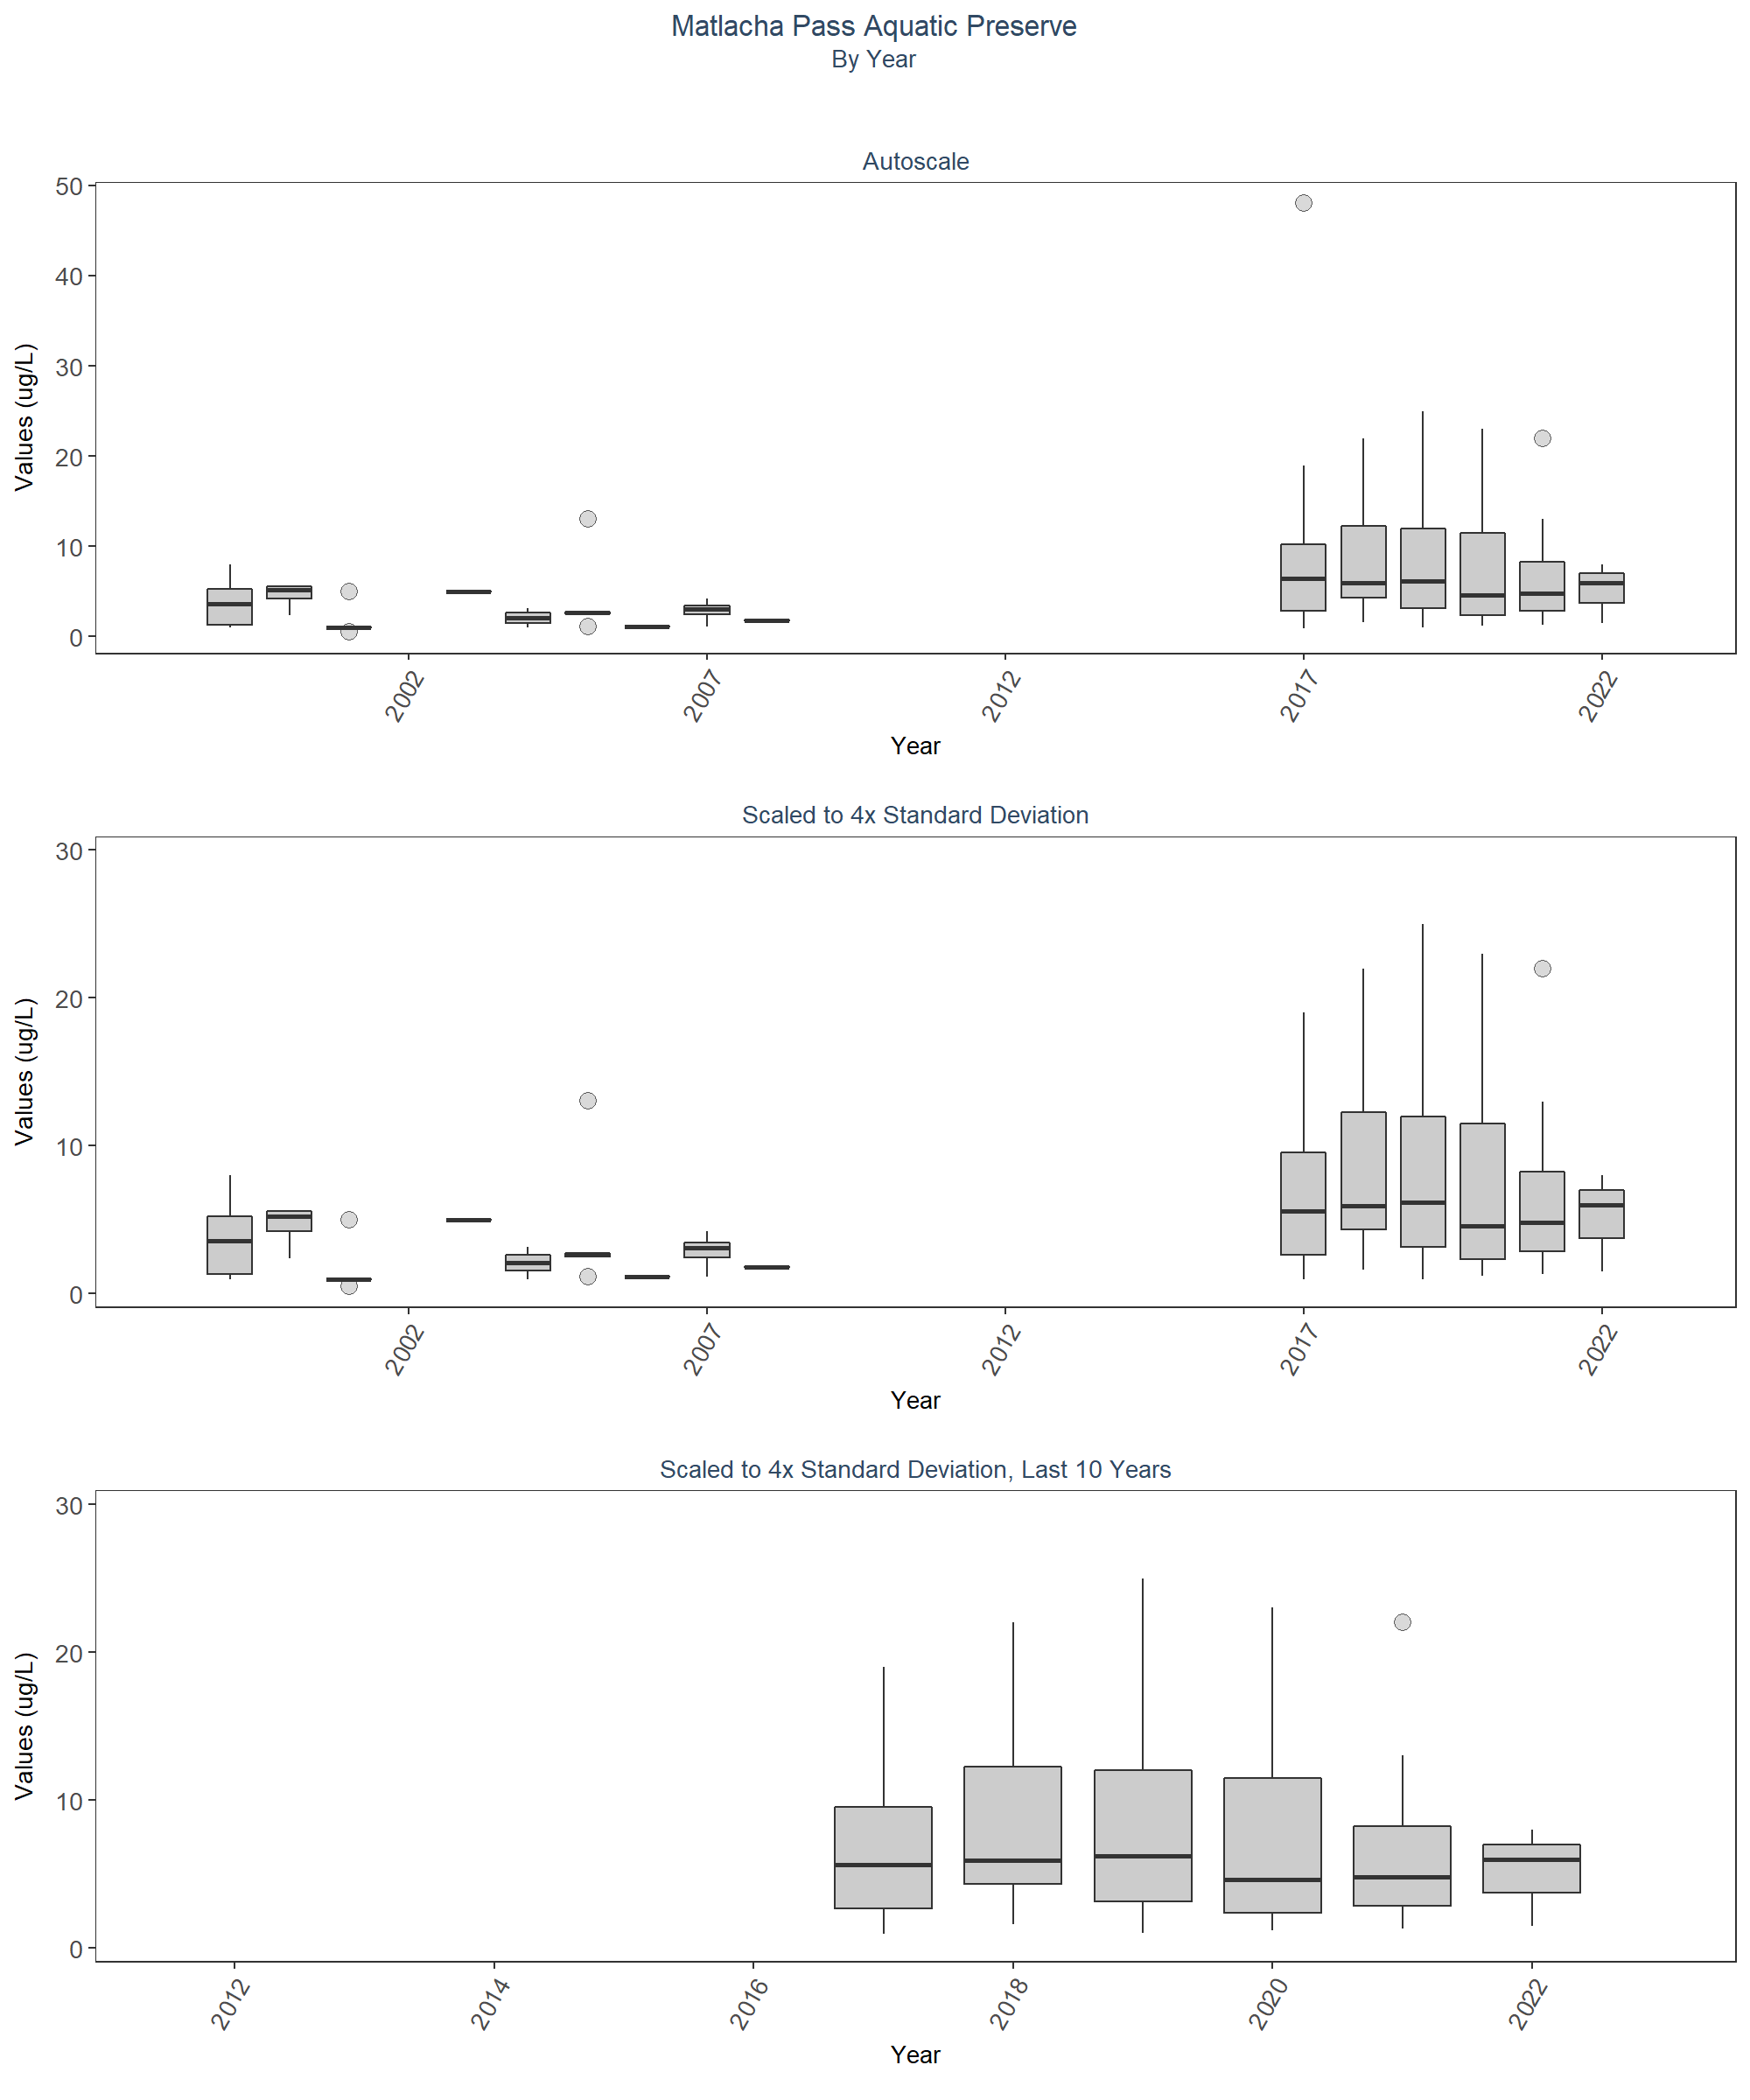 Matlacha Pass Aquatic Preserve
By Year
Autoscale
50
40
30
20
10
0
Values (ug/L)
2002 2007 2012 2017 2022
Year
Scaled to 4x Standard Deviation
30
20
10
0
Values (ug/L)
2002 2007 2012 2017 2022
Year
Scaled to 4x Standard Deviation, Last 10 Years
30
20
10
0
Values (ug/L)
2012 2014 2016 2018 2020 2022
Year